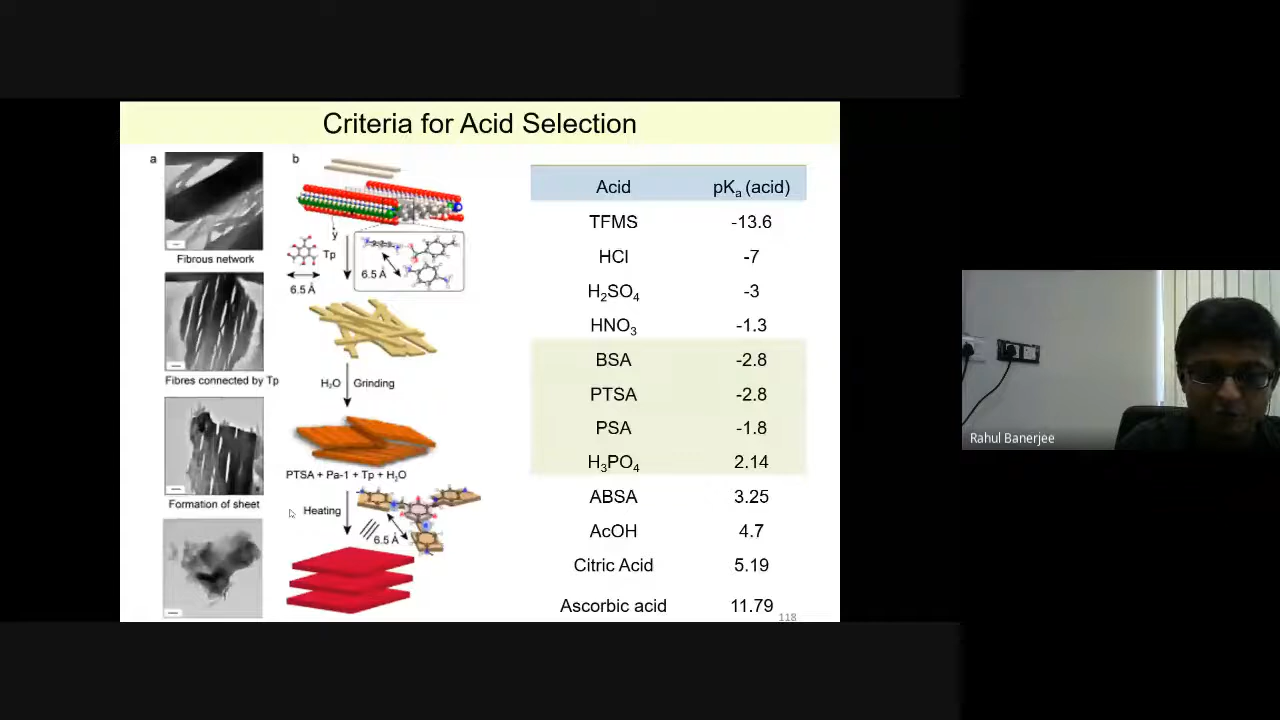 Criteria for Acid Selection
a
b
Fibrous network
Fibres connected by Tp
Formation of sheet
y
Tp
6.5 Å
6.5 Å
H₂O Grinding
PTSA + Pa-1 + Tp + H₂O
Heating
6.5 Å
Acid pKₐ (acid)
TFMS -13.6
HCl -7
H₂SO₄ -3
HNO₃ -1.3
BSA -2.8
PTSA -2.8
PSA -1.8
H₃PO₄ 2.14
ABSA 3.25
AcOH 4.7
Citric Acid 5.19
Ascorbic acid 11.79
118
Rahul Banerjee